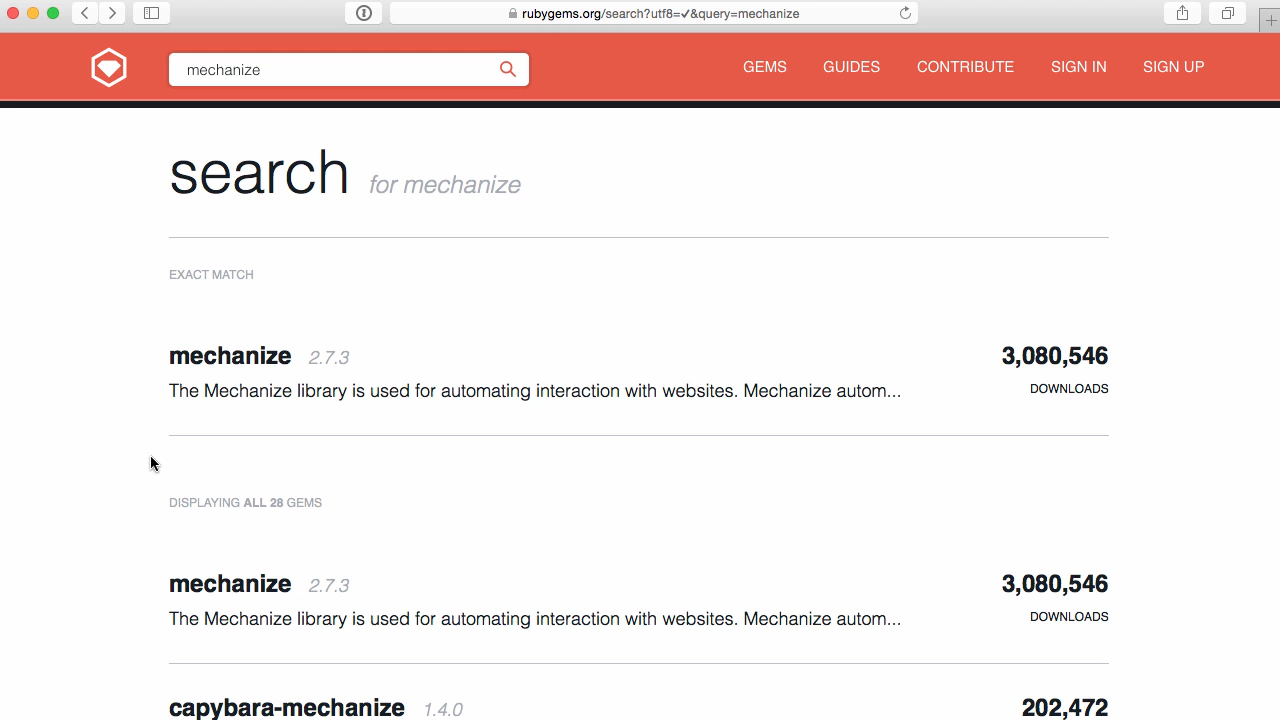 rubygems.org/search?utf8=✓&query=mechanize
mechanize
GEMS GUIDES CONTRIBUTE SIGN IN SIGN UP
search for mechanize
EXACT MATCH
mechanize 2.7.3 3,080,546
The Mechanize library is used for automating interaction with websites. Mechanize autom... DOWNLOADS
DISPLAYING ALL 28 GEMS
mechanize 2.7.3 3,080,546
The Mechanize library is used for automating interaction with websites. Mechanize autom... DOWNLOADS
capybara-mechanize 1.4.0 202,472